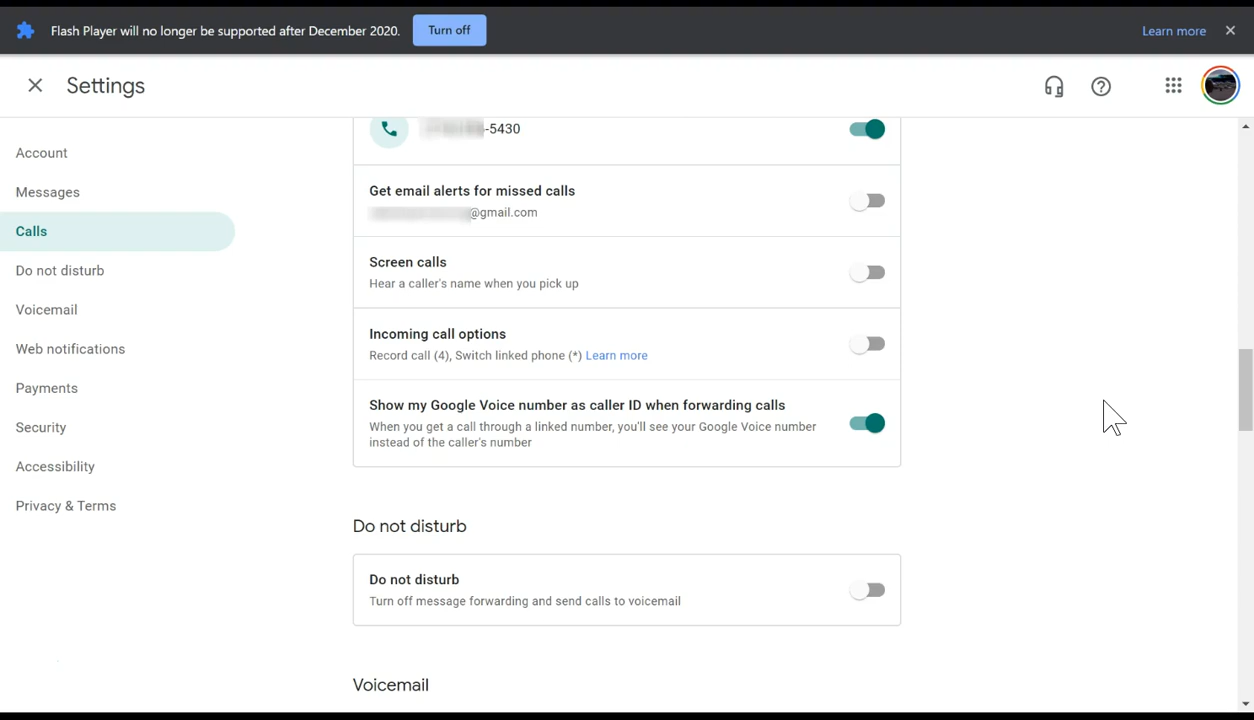 Flash Player will no longer be supported after December 2020.
Turn off
Learn more
Settings
Account
Messages
Calls
Do not disturb
Voicemail
Web notifications
Payments
Security
Accessibility
Privacy & Terms
-5430
Get email alerts for missed calls
@gmail.com
Screen calls
Hear a caller's name when you pick up
Incoming call options
Record call (4), Switch linked phone (*) Learn more
Show my Google Voice number as caller ID when forwarding calls
When you get a call through a linked number, you'll see your Google Voice number
instead of the caller's number
Do not disturb
Do not disturb
Turn off message forwarding and send calls to voicemail
Voicemail